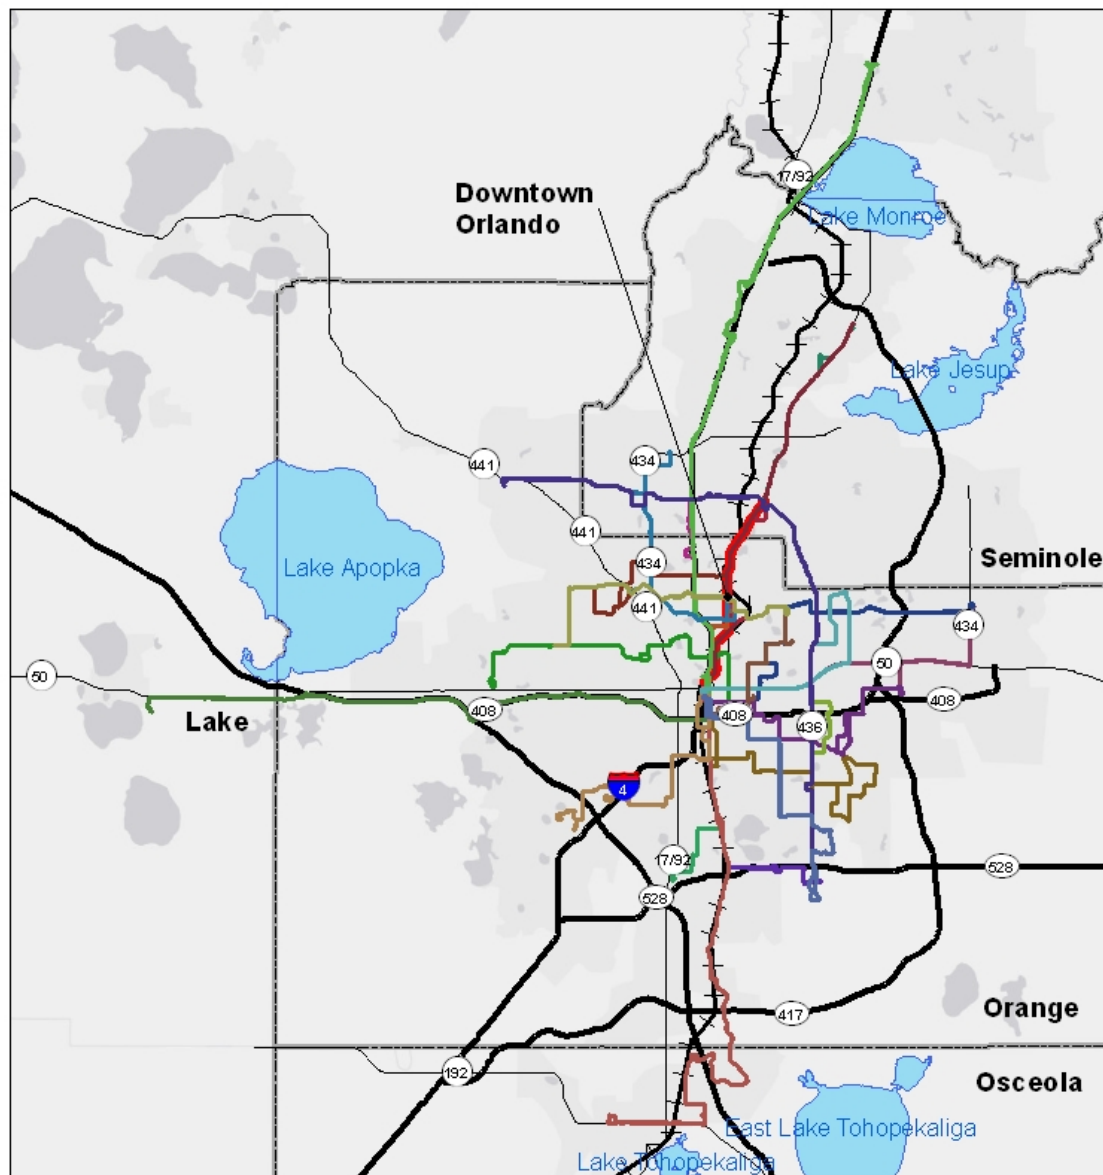 17/92
Downtown
Orlando
Lake Monroe
Lake Jesup
441
434
441
Seminole
434
Lake Apopka
441
434
50
50
408
Lake
408
408
436
4
17/92
528
528
Orange
417
192
Osceola
East Lake Tohopekaliga
Lake Tohopekaliga